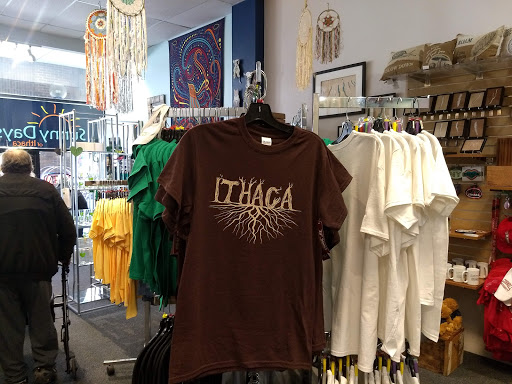 Sunny Days
of Ithaca
ITHACA